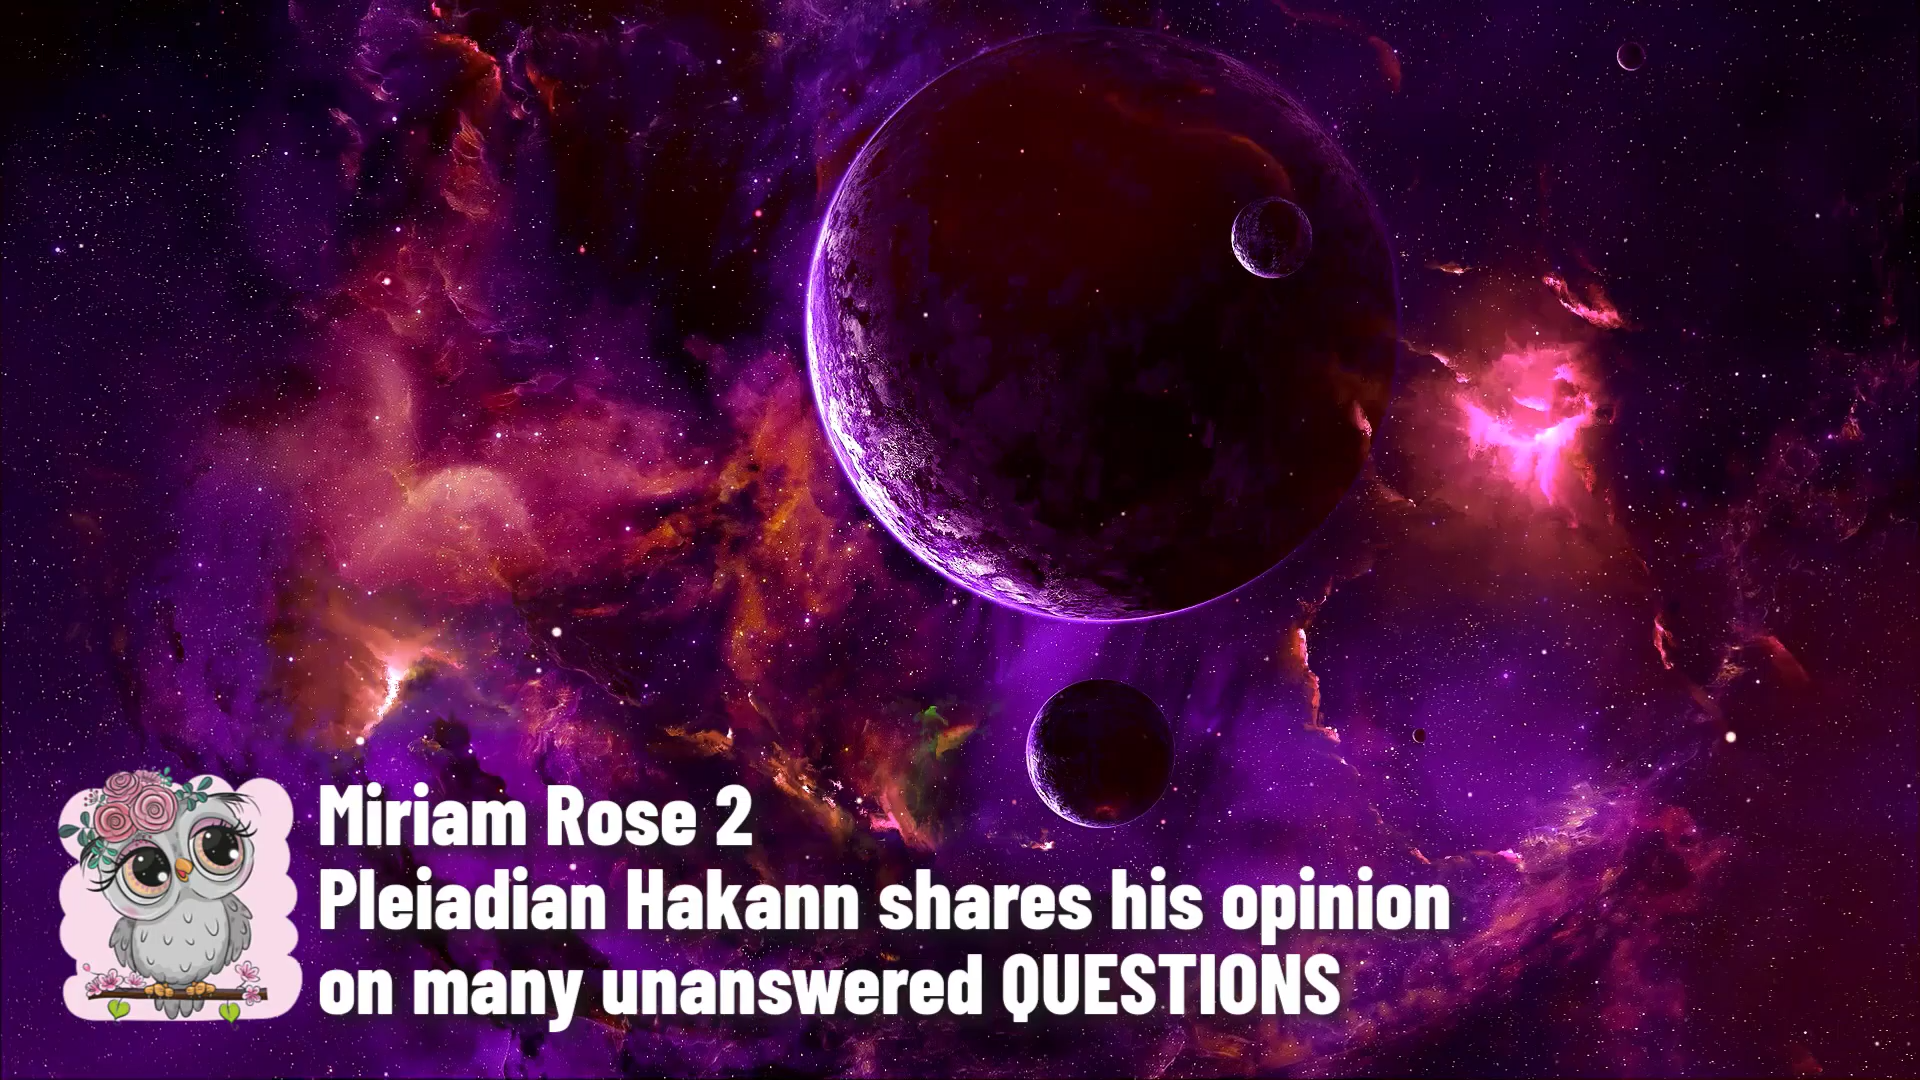 Miriam Rose 2
Pleiadian Hakann shares his opinion
on many unanswered QUESTIONS